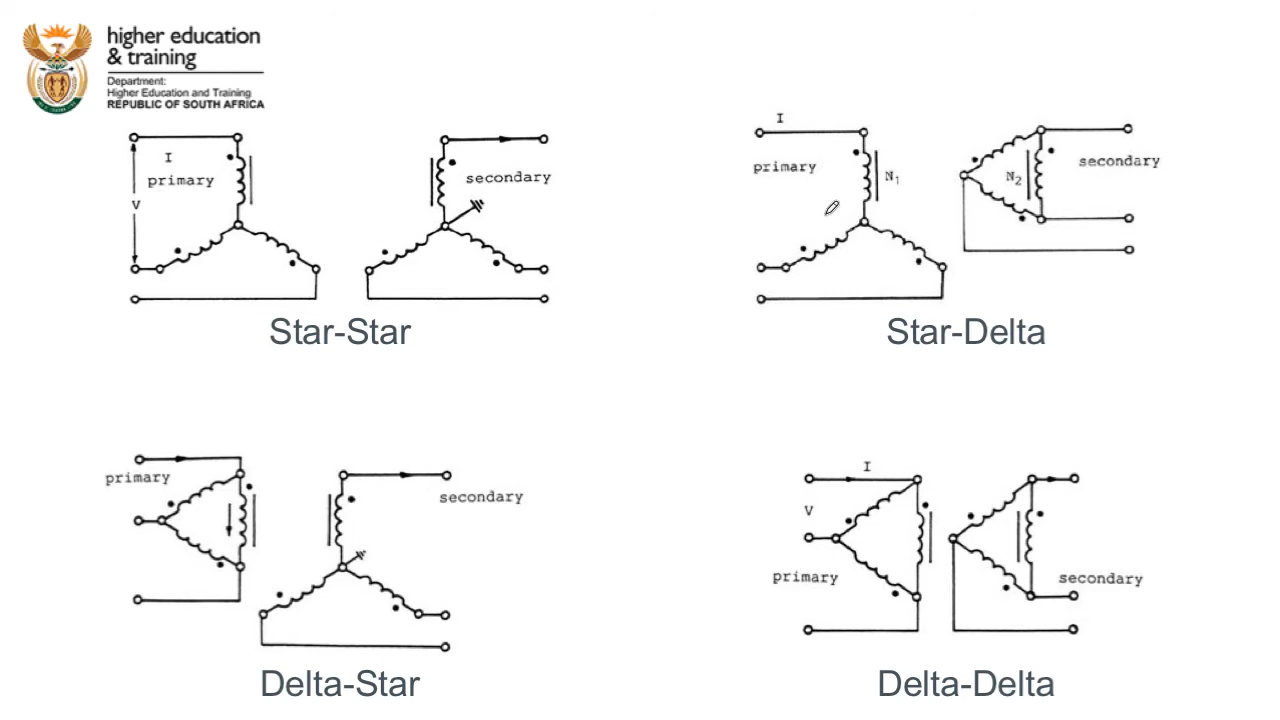 higher education
& training
Department:
Higher Education and Training
REPUBLIC OF SOUTH AFRICA
I
primary
V
secondary
Star-Star
I
primary
N1
N2
secondary
Star-Delta
primary
secondary
Delta-Star
I
V
primary
secondary
Delta-Delta